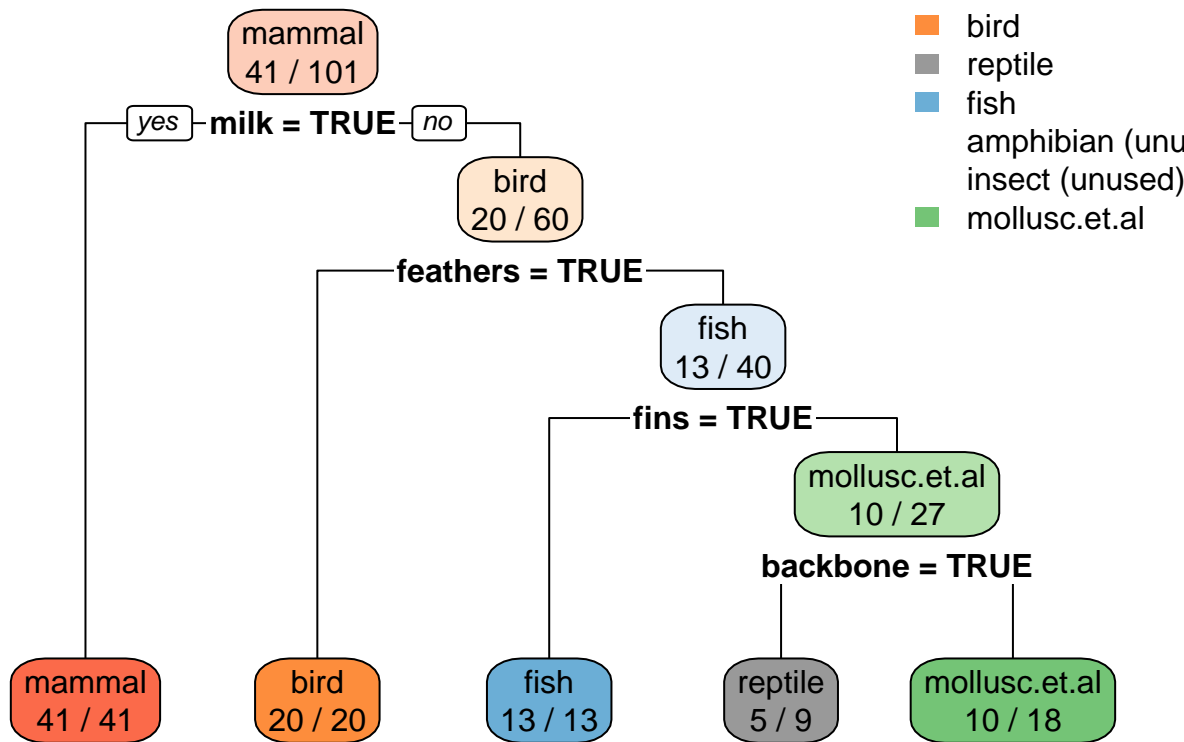 mammal
41 / 101
yes milk = TRUE no
bird
20 / 60
feathers = TRUE
fish
13 / 40
fins = TRUE
mollusc.et.al
10 / 27
backbone = TRUE
mammal
41 / 41
bird
20 / 20
fish
13 / 13
reptile
5 / 9
mollusc.et.al
10 / 18
bird
reptile
fish
amphibian (unu
insect (unused)
mollusc.et.al